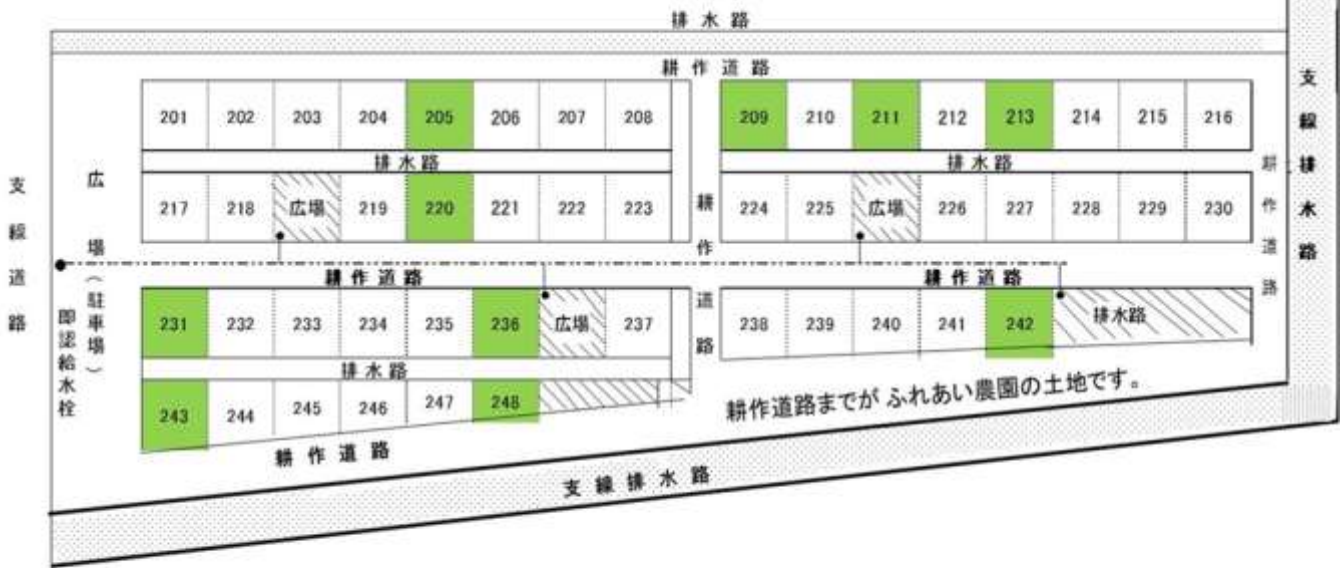 排水路
耕作道路
201 202 203 204 205 206 207 208 209 210 211 212 213 214 215 216
排水路 排水路
217 218 広場 219 220 221 222 223 224 225 広場 226 227 228 229 230
耕作道路 耕作道路
231 232 233 234 235 236 広場 237 238 239 240 241 242 排水路
排水路
243 244 245 246 247 248
耕作道路
耕作道路までが ふれあい農園の土地です。
支線排水路
支線道路
広場(駐車場)
即認給水栓
耕作道路
耕作道路
支線排水路